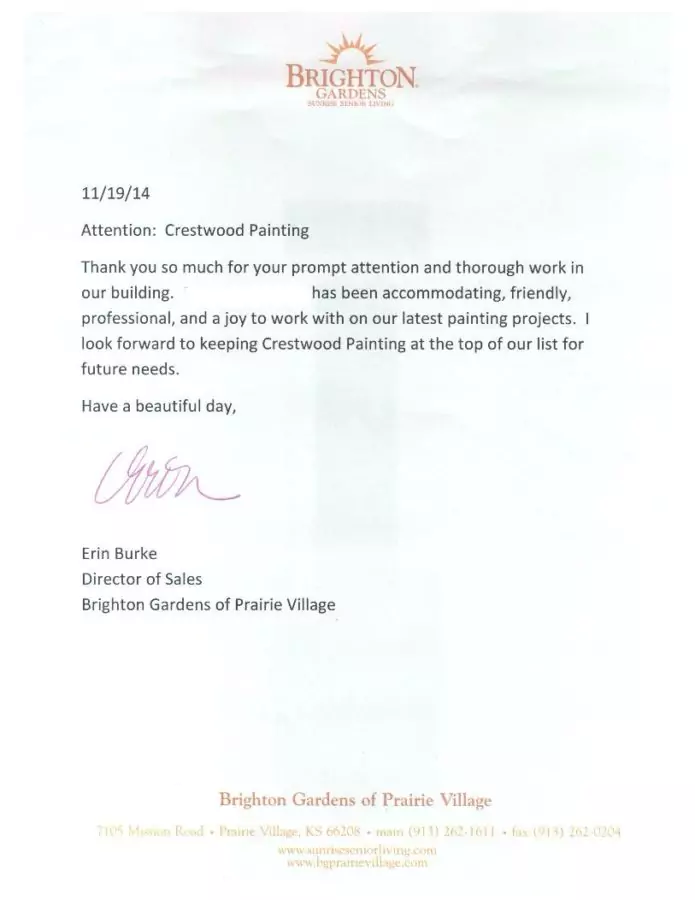 BRIGHTON
GARDENS
SUNRISE SENIOR LIVING
11/19/14
Attention: Crestwood Painting
Thank you so much for your prompt attention and thorough work in
our building. has been accommodating, friendly,
professional, and a joy to work with on our latest painting projects. I
look forward to keeping Crestwood Painting at the top of our list for
future needs.
Have a beautiful day,
Erin
Erin Burke
Director of Sales
Brighton Gardens of Prairie Village
Brighton Gardens of Prairie Village
7105 Mission Road • Prairie Village, KS 66208 • main (913) 262-1611 • fax (913) 262-0204
www.sunriseseniorliving.com
www.bgprairievillage.com